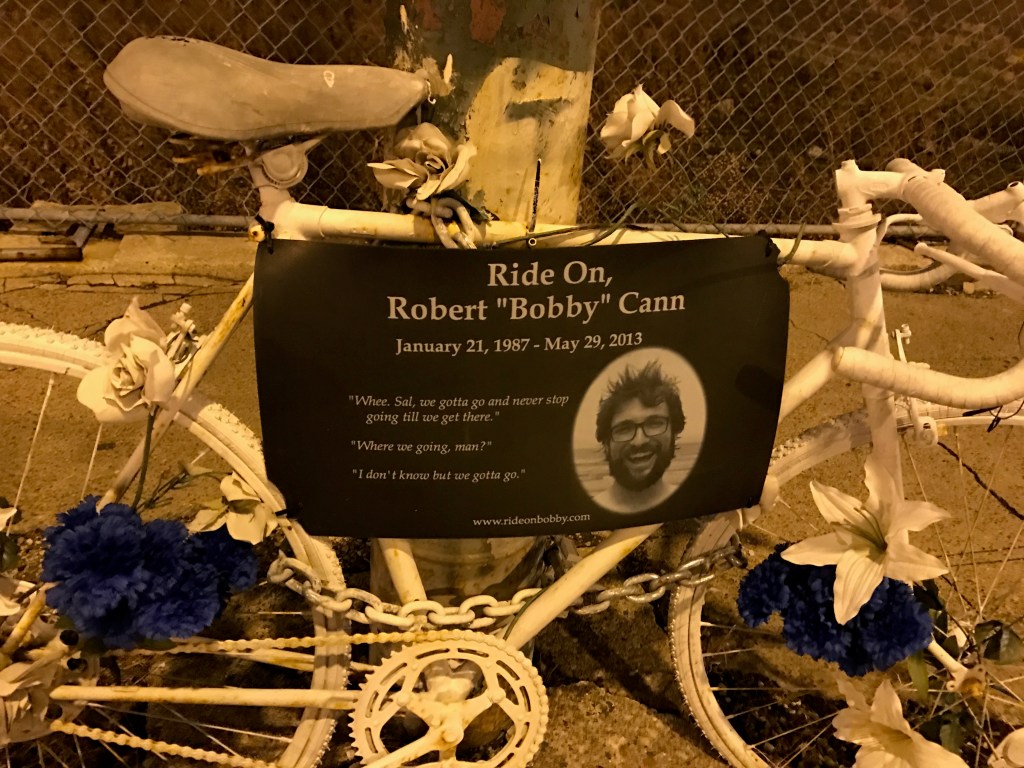 Ride On,
Robert "Bobby" Cann
January 21, 1987 - May 29, 2013
"Whee. Sal, we gotta go and never stop
going till we get there."
"Where we going, man?"
"I don't know but we gotta go."
www.rideonbobby.com